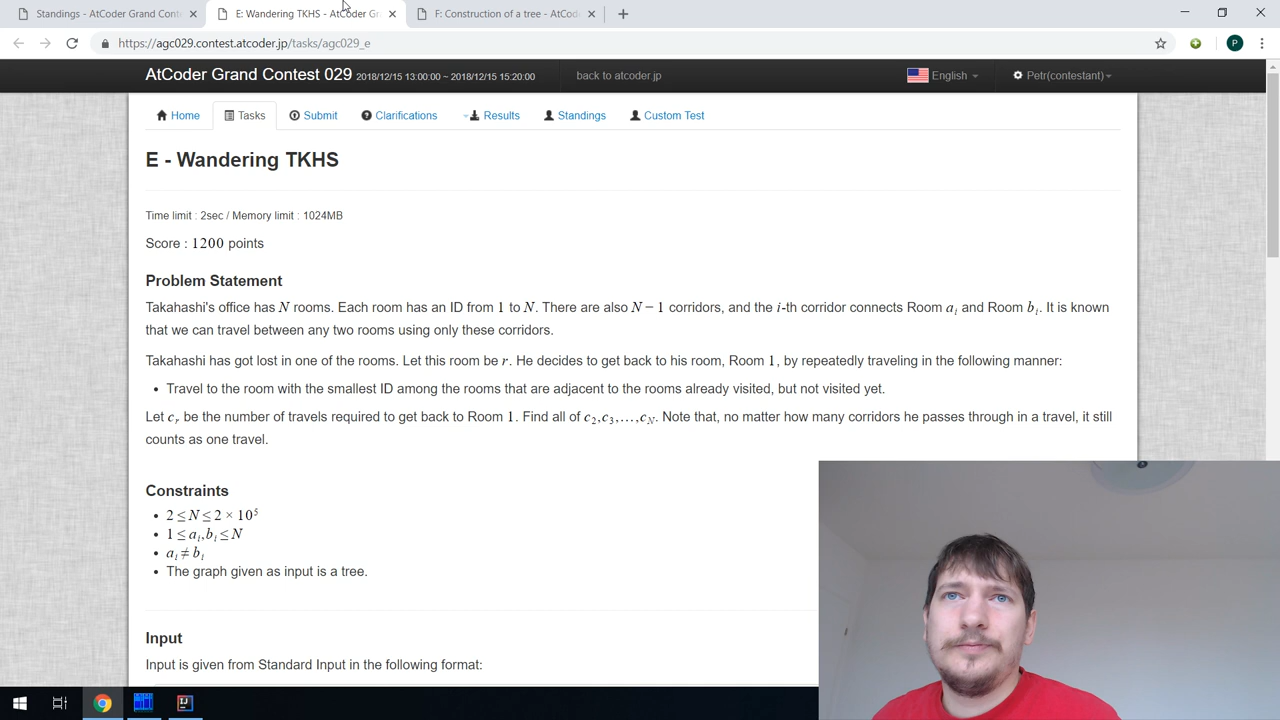 Standings - AtCoder Grand Cont
E: Wandering TKHS - AtCoder Gr
F: Construction of a tree - AtCod
https://agc029.contest.atcoder.jp/tasks/agc029_e
P
AtCoder Grand Contest 029 2018/12/15 13:00:00 ~ 2018/12/15 15:20:00 back to atcoder.jp English Petr(contestant)
Home Tasks Submit Clarifications Results Standings Custom Test
E - Wandering TKHS
Time limit : 2sec / Memory limit : 1024MB
Score : 1200 points
Problem Statement
Takahashi's office has N rooms. Each room has an ID from 1 to N. There are also N − 1 corridors, and the i-th corridor connects Room aᵢ and Room bᵢ. It is known
that we can travel between any two rooms using only these corridors.
Takahashi has got lost in one of the rooms. Let this room be r. He decides to get back to his room, Room 1, by repeatedly traveling in the following manner:
• Travel to the room with the smallest ID among the rooms that are adjacent to the rooms already visited, but not visited yet.
Let cᵣ be the number of travels required to get back to Room 1. Find all of c₂,c₃,...,c_N. Note that, no matter how many corridors he passes through in a travel, it still
counts as one travel.
Constraints
• 2 ≤ N ≤ 2 × 10⁵
• 1 ≤ aᵢ,bᵢ ≤ N
• aᵢ ≠ bᵢ
• The graph given as input is a tree.
Input
Input is given from Standard Input in the following format: